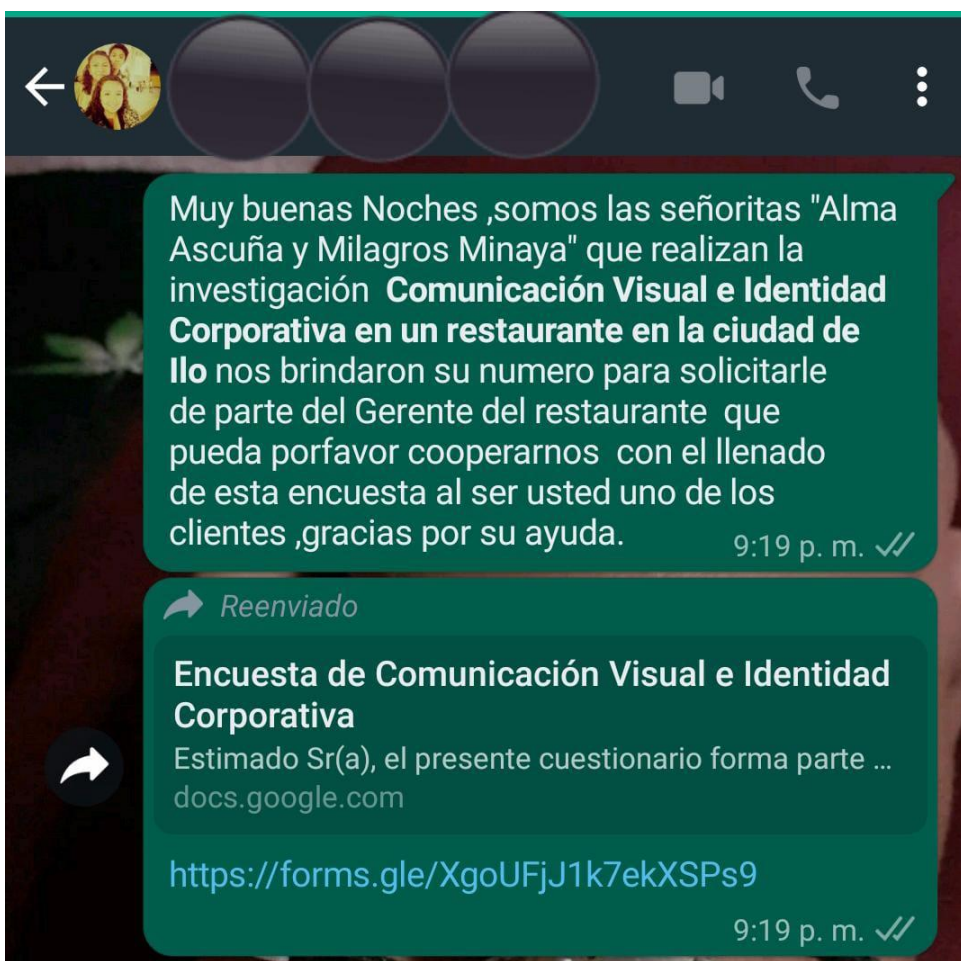 Muy buenas Noches ,somos las señoritas "Alma
Ascuña y Milagros Minaya" que realizan la
investigación  Comunicación Visual e Identidad
Corporativa en un restaurante en la ciudad de
Ilo nos brindaron su numero para solicitarle
de parte del Gerente del restaurante  que
pueda porfavor cooperarnos  con el llenado
de esta encuesta al ser usted uno de los
clientes ,gracias por su ayuda.
9:19 p. m.
Reenviado
Encuesta de Comunicación Visual e Identidad
Corporativa
Estimado Sr(a), el presente cuestionario forma parte ...
docs.google.com
https://forms.gle/XgoUFjJ1k7ekXSPs9
9:19 p. m.